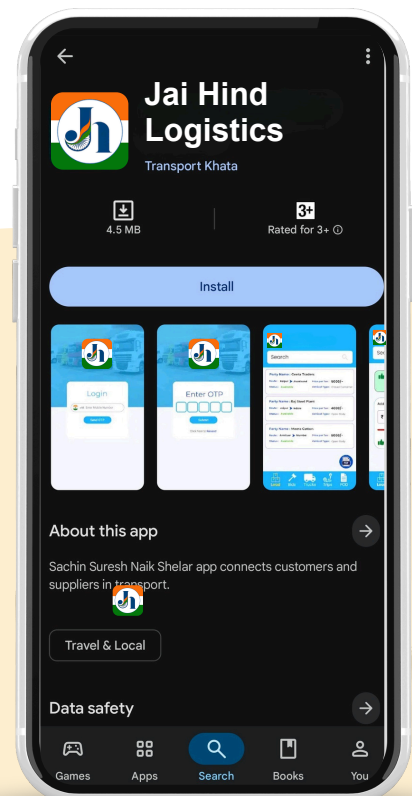 Jai Hind
Logistics
Transport Khata
4.5 MB
3+
Rated for 3+
Install
Login
Enter OTP
Search
About this app
Sachin Suresh Naik Shelar app connects customers and
suppliers in transport.
Travel & Local
Data safety
Games
Apps
Search
Books
You